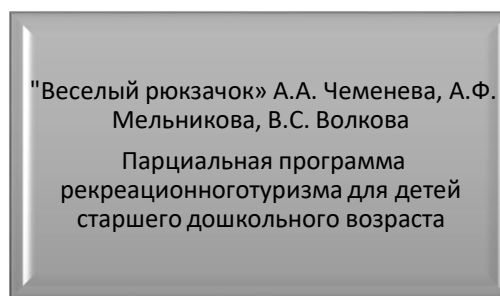 "Веселый рюкзачок» А.А. Чеменева, А.Ф.
Мельникова, В.С. Волкова
Парциальная программа
рекреационноготуризма для детей
старшего дошкольного возраста